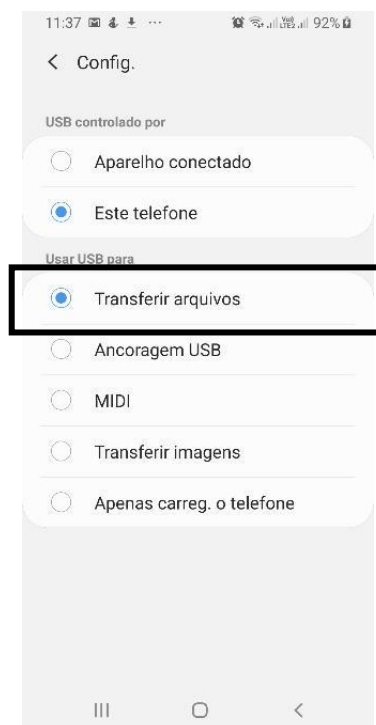 11:37 ... 92%
Config.
USB controlado por
Aparelho conectado
Este telefone
Usar USB para
Transferir arquivos
Ancoragem USB
MIDI
Transferir imagens
Apenas carreg. o telefone